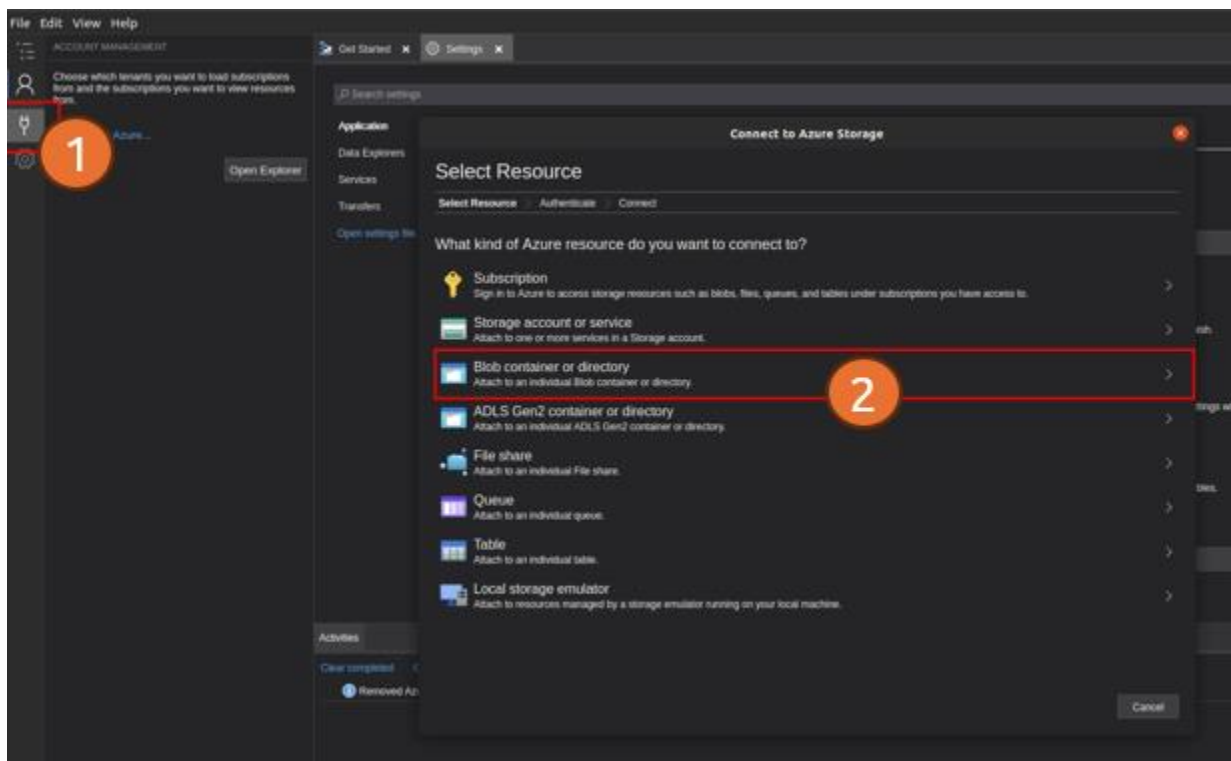 File Edit View Help
ACCOUNT MANAGEMENT
Choose which tenants you want to load subscriptions
from and the subscriptions you want to view resources
from.
Azure...
Open Explorer
1
Get Started
Settings
Search settings
Application
Data Explorers
Services
Transfers
Open settings file
Connect to Azure Storage
Select Resource
Select Resource Authenticate Connect
What kind of Azure resource do you want to connect to?
Subscription
Sign in to Azure to access storage resources such as blobs, files, queues, and tables under subscriptions you have access to.
Storage account or service
Attach to one or more services in a Storage account.
Blob container or directory
Attach to an individual Blob container or directory.
2
ADLS Gen2 container or directory
Attach to an individual ADLS Gen2 container or directory.
File share
Attach to an individual File share.
Queue
Attach to an individual queue.
Table
Attach to an individual table.
Local storage emulator
Attach to resources managed by a storage emulator running on your local machine.
Cancel
Activities
Clear completed
Removed Az